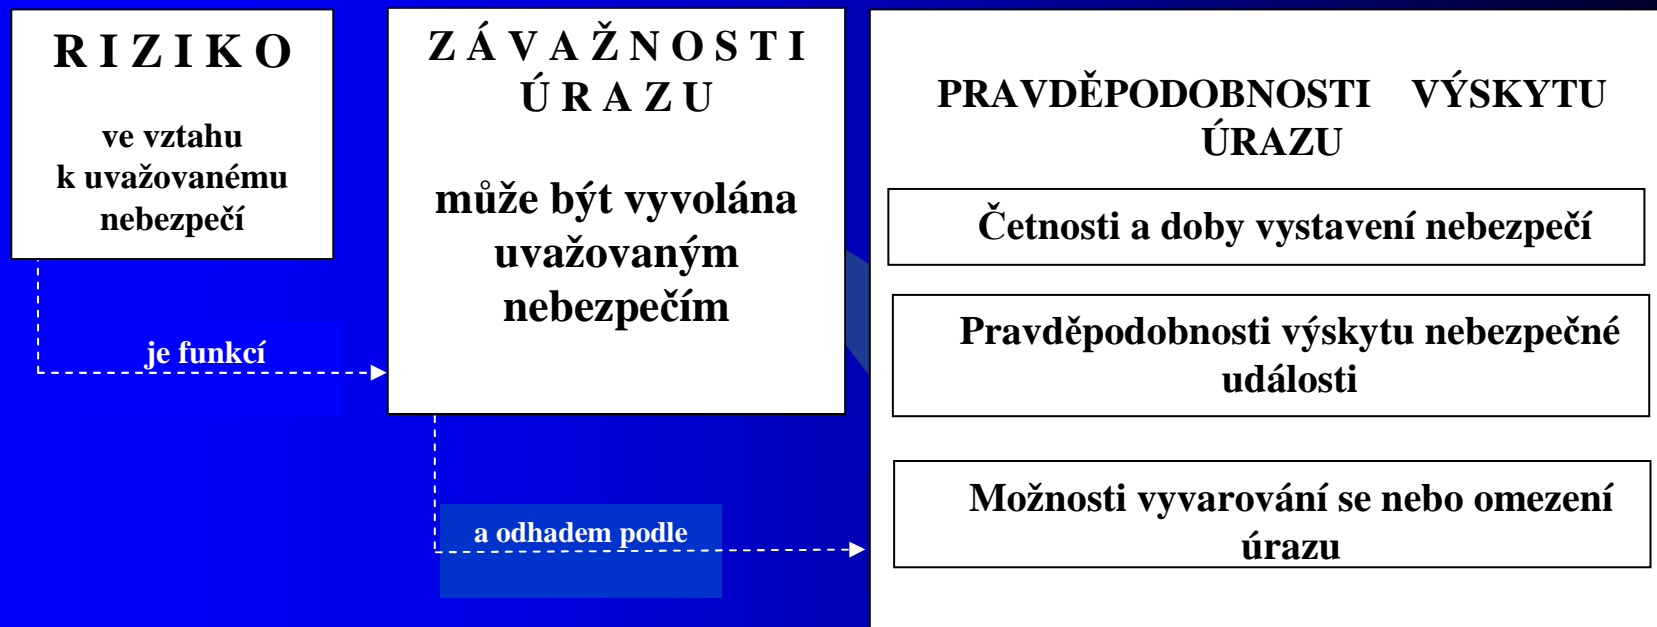 R I Z I K O
ve vztahu
k uvažovanému
nebezpečí
je funkcí
Z Á V A Ž N O S T I
Ú R A Z U
může být vyvolána
uvažovaným
nebezpečím
a odhadem podle
PRAVDĚPODOBNOSTI VÝSKYTU
ÚRAZU
Četnosti a doby vystavení nebezpečí
Pravděpodobnosti výskytu nebezpečné
události
Možnosti vyvarování se nebo omezení
úrazu